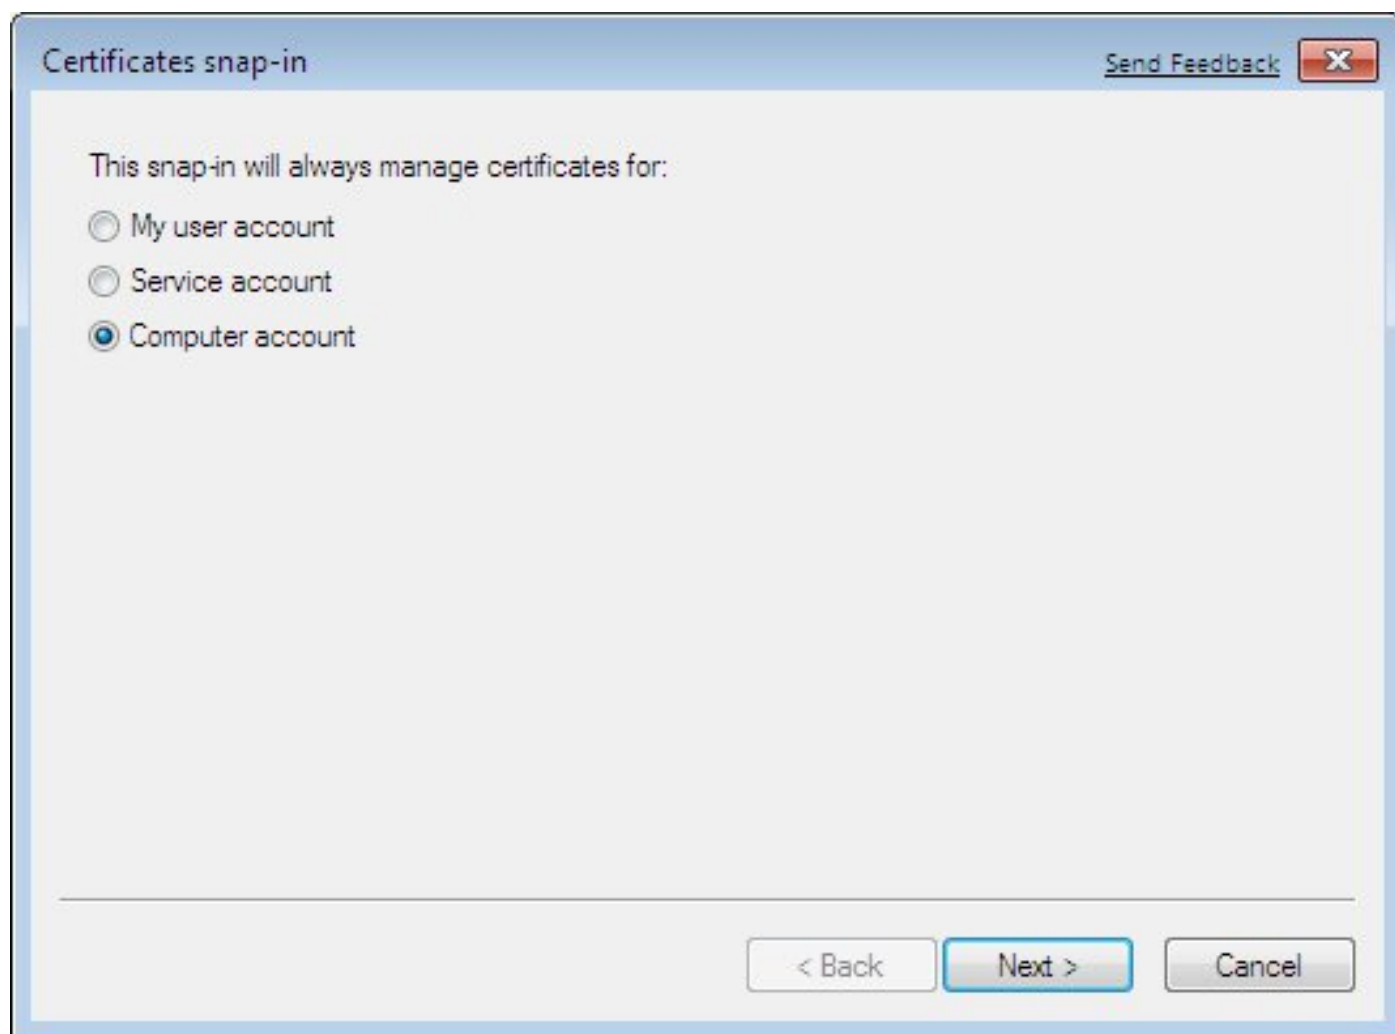 Certificates snap-in
Send Feedback
This snap-in will always manage certificates for:
My user account
Service account
Computer account
< Back
Next >
Cancel